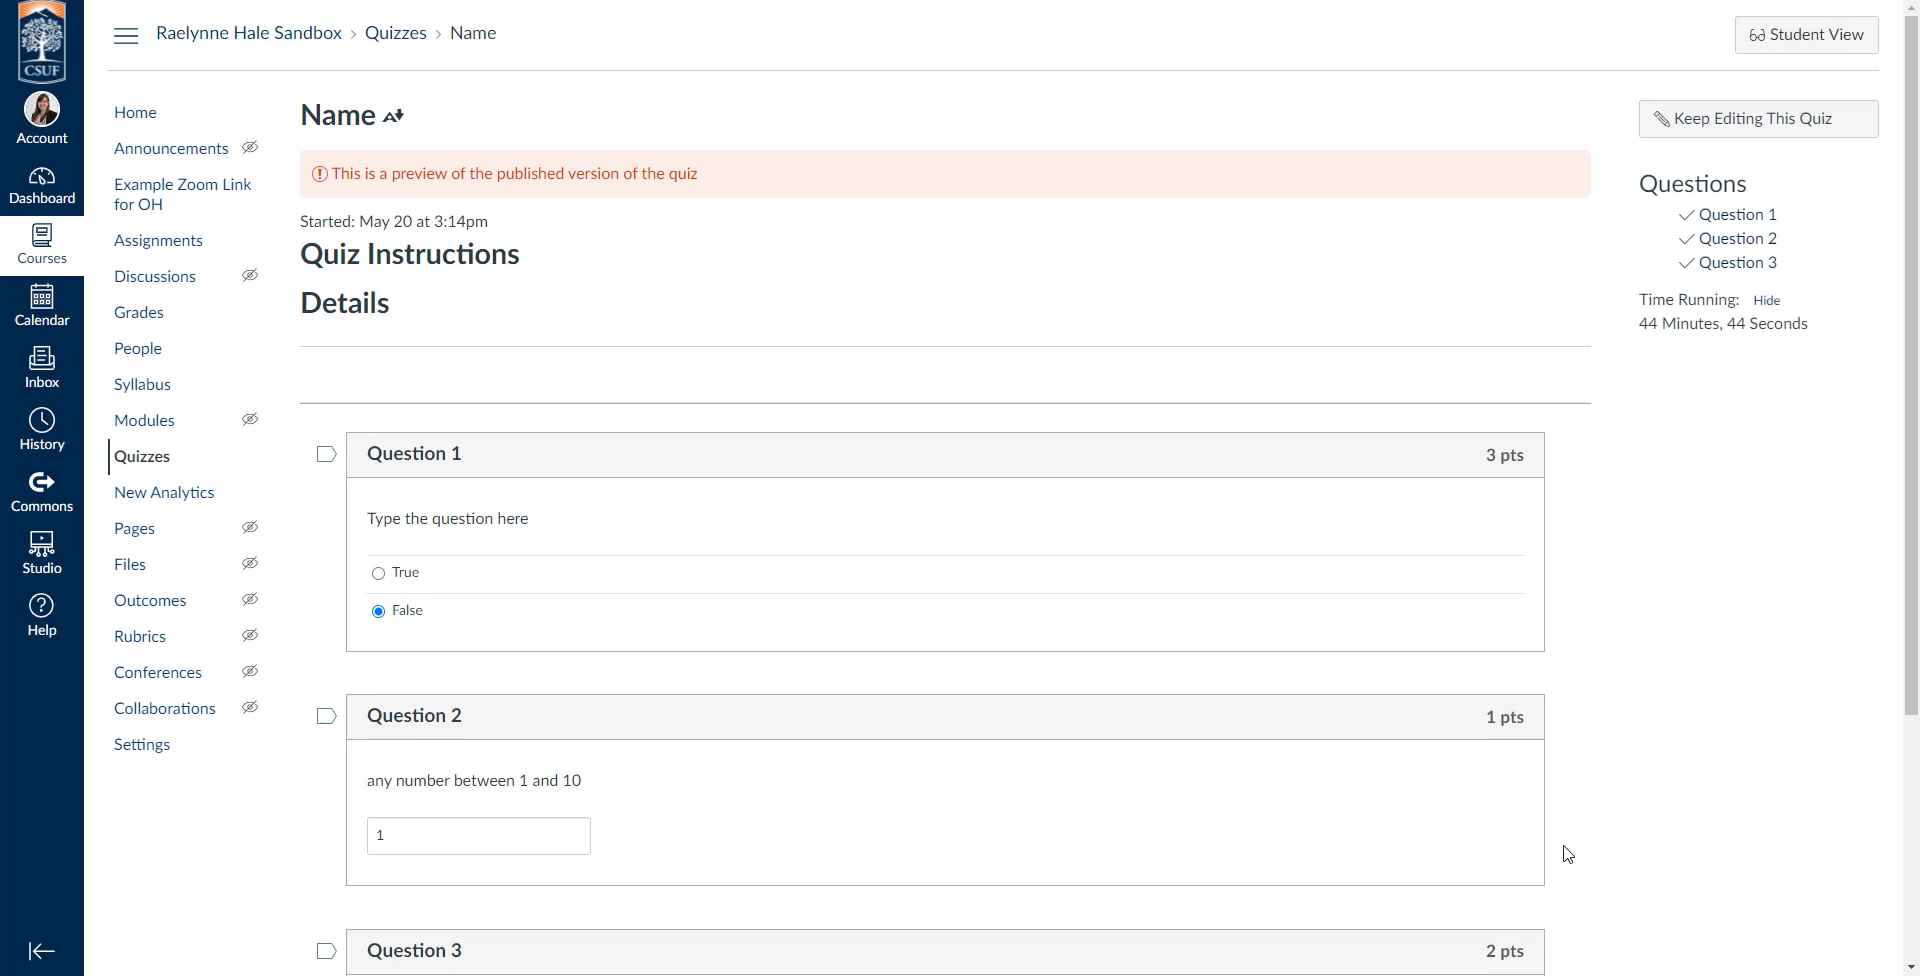 CSUF
Account
Dashboard
Courses
Calendar
Inbox
History
Commons
Studio
Help
Raelynne Hale Sandbox > Quizzes > Name
Student View
Home
Announcements
Example Zoom Link
for OH
Assignments
Discussions
Grades
People
Syllabus
Modules
Quizzes
New Analytics
Pages
Files
Outcomes
Rubrics
Conferences
Collaborations
Settings
Name
This is a preview of the published version of the quiz
Started: May 20 at 3:14pm
Quiz Instructions
Details
Question 1 3 pts
Type the question here
True
False
Question 2 1 pts
any number between 1 and 10
1
Question 3 2 pts
Keep Editing This Quiz
Questions
Question 1
Question 2
Question 3
Time Running: Hide
44 Minutes, 44 Seconds